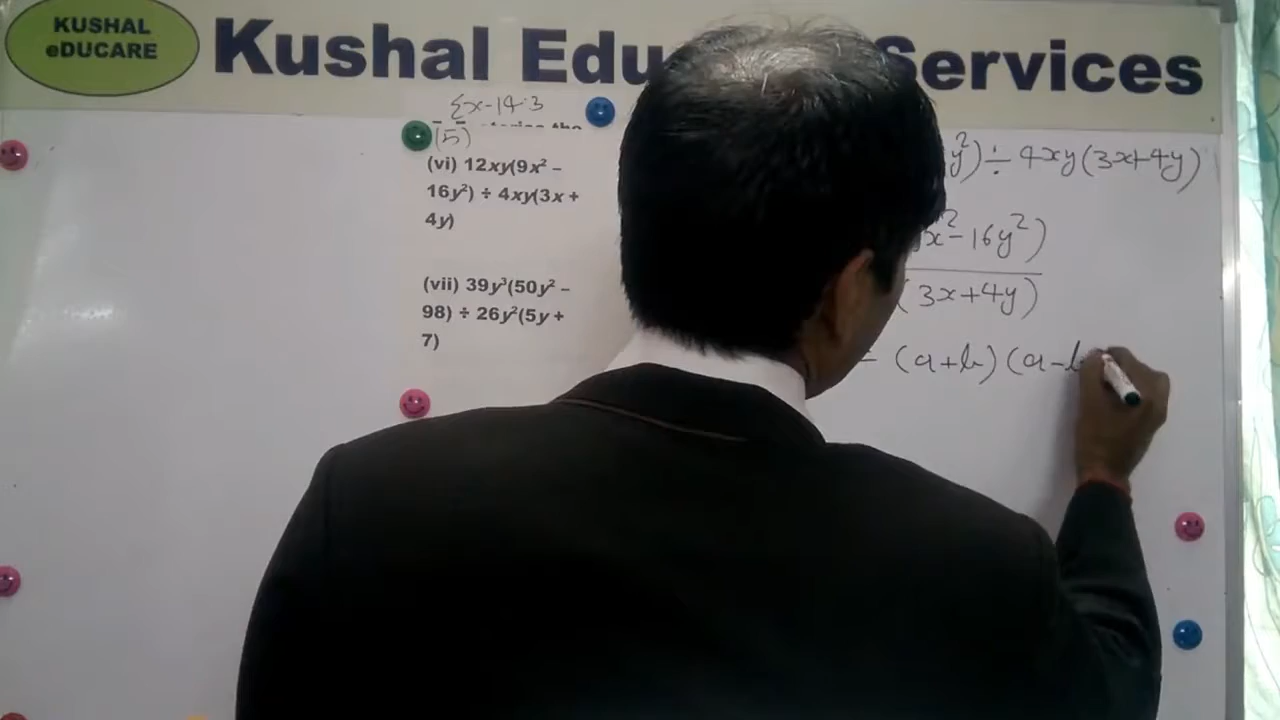 KUSHAL
eDUCARE
Kushal Edu Services
Ex-14.3
(5)
(vi) 12xy(9x² –
16y²) ÷ 4xy(3x +
4y)
(vii) 39y³(50y² –
98) ÷ 26y²(5y +
7)
y²) ÷ 4xy(3x+4y)
x²-16y²)
(3x+4y)
= (a+b)(a-b